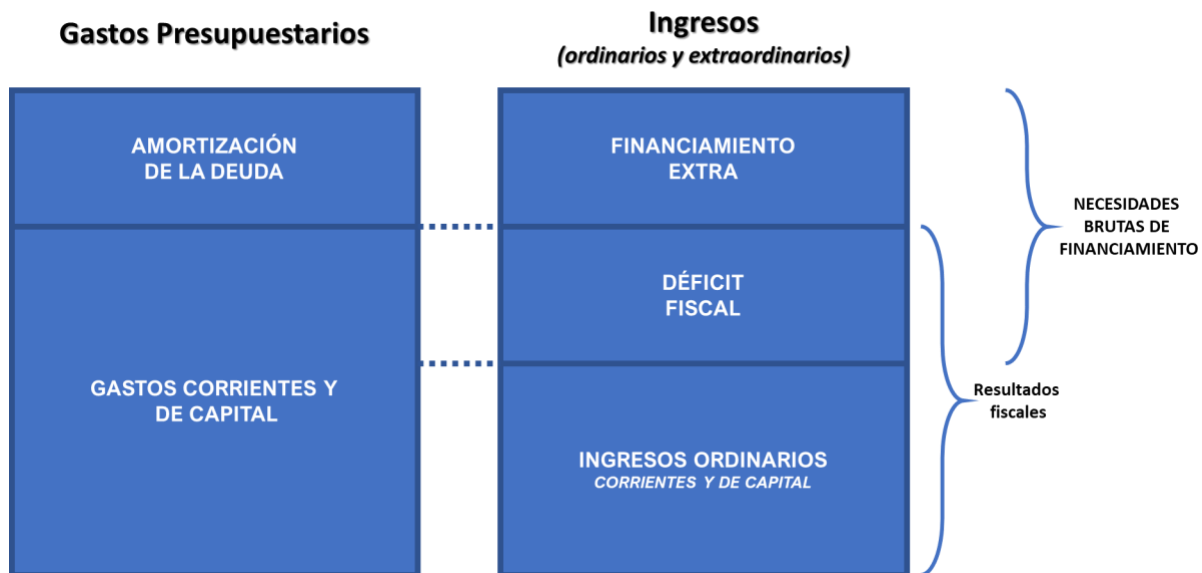 Gastos Presupuestarios
Ingresos
(ordinarios y extraordinarios)
AMORTIZACIÓN
DE LA DEUDA
FINANCIAMIENTO
EXTRA
NECESIDADES
BRUTAS DE
FINANCIAMIENTO
DÉFICIT
FISCAL
GASTOS CORRIENTES Y
DE CAPITAL
Resultados
fiscales
INGRESOS ORDINARIOS
CORRIENTES Y DE CAPITAL